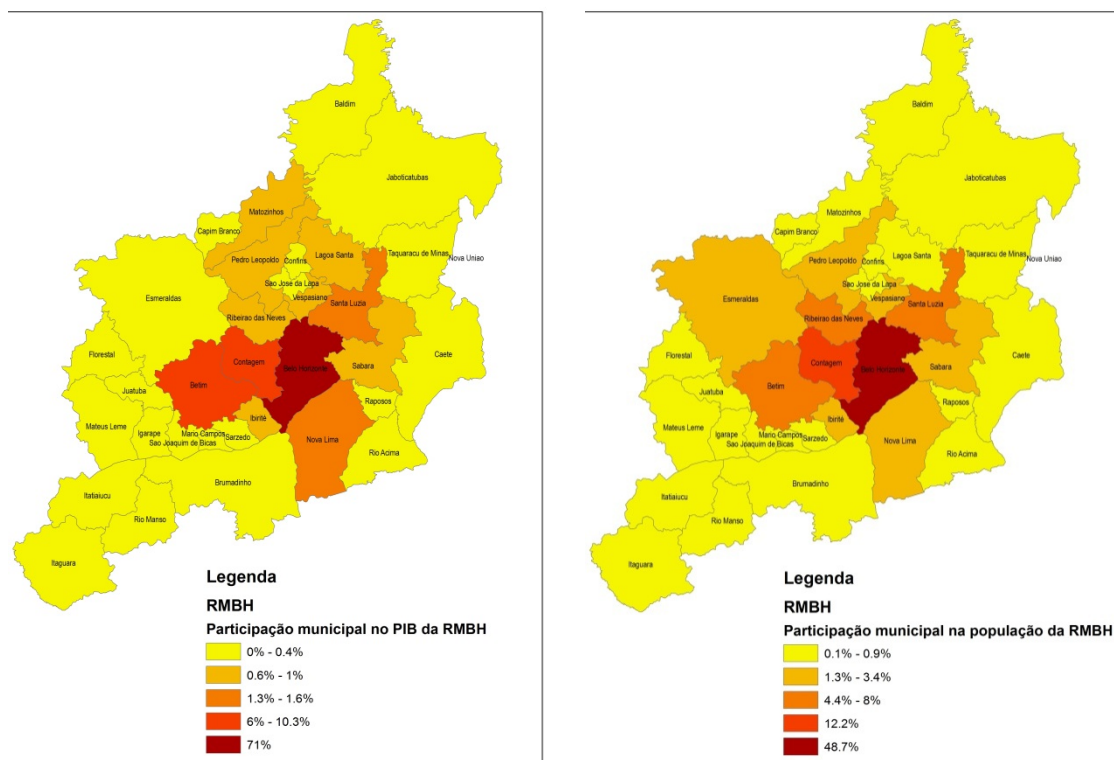 Baldim
Jaboticatubas
Matozinhos
Capim Branco
Taquaracu de Minas
Nova Uniao
Pedro Leopoldo
Confins
Lagoa Santa
Sao José da Lapa
Esmeraldas
Vespasiano
Santa Luzia
Ribeirao das Neves
Florestal
Contagem
Belo Horizonte
Sabara
Caete
Juatuba
Betim
Raposos
Mateus Leme
Igarape
Mario Campos
Sao Joaquim de Bicas
Sarzedo
Ibirité
Nova Lima
Rio Acima
Itatiaiucu
Brumadinho
Rio Manso
Itaguara
Legenda
RMBH
Participação municipal no PIB da RMBH
0% - 0.4%
0.6% - 1%
1.3% - 1.6%
6% - 10.3%
71%
Baldim
Jaboticatubas
Matozinhos
Capim Branco
Taquaracu de Minas
Nova Uniao
Pedro Leopoldo
Confins
Lagoa Santa
Sao José da Lapa
Esmeraldas
Vespasiano
Santa Luzia
Ribeirao das Neves
Florestal
Contagem
Belo Horizonte
Sabara
Caete
Juatuba
Betim
Raposos
Mateus Leme
Igarape
Mario Campos
Sao Joaquim de Bicas
Sarzedo
Ibirité
Nova Lima
Rio Acima
Itatiaiucu
Brumadinho
Rio Manso
Itaguara
Legenda
RMBH
Participação municipal na população da RMBH
0.1% - 0.9%
1.3% - 3.4%
4.4% - 8%
12.2%
48.7%